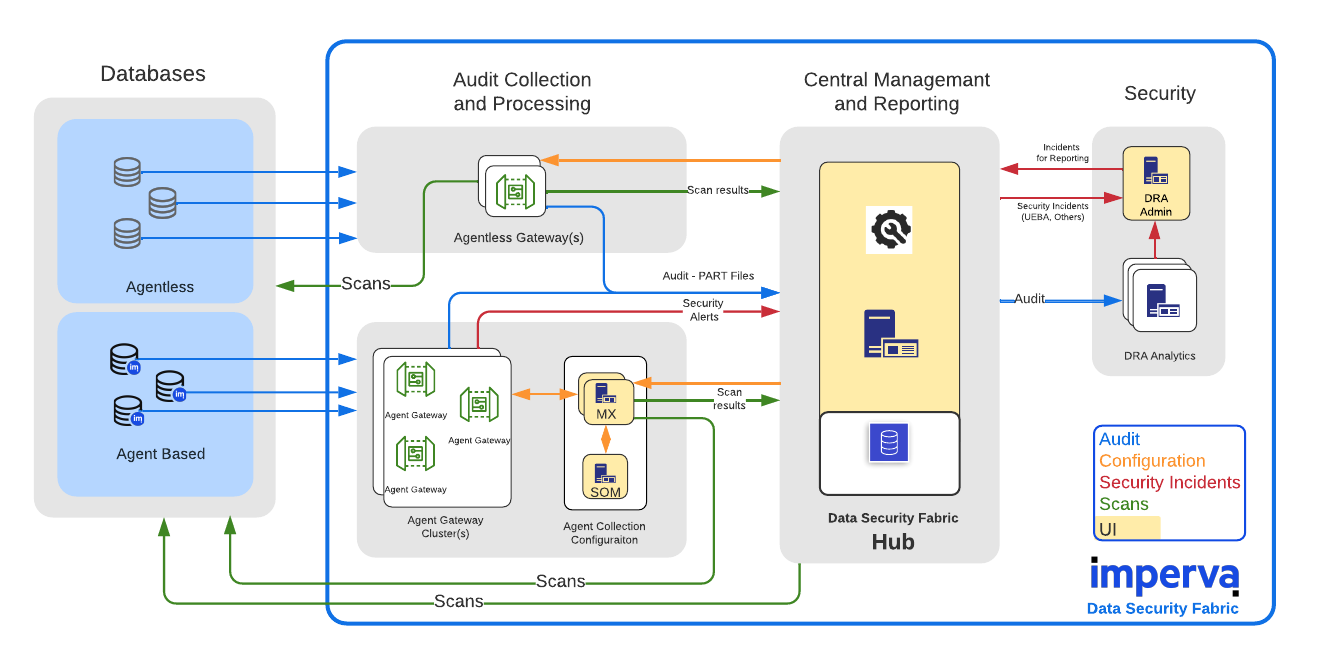 Databases
Audit Collection
and Processing
Central Managemant
and Reporting
Security
Agentless
Agentless Gateway(s)
Scan results
Incidents
for Reporting
Security Incidents
(UEBA, Others)
DRA
Admin
Scans
Audit - PART Files
Security
Alerts
Audit
DRA Analytics
im
im
im
Agent Based
Agent Gateway
Agent Gateway
Agent Gateway
MX
SOM
Scan
results
Agent Gateway
Cluster(s)
Agent Collection
Configuraiton
Data Security Fabric
Hub
Audit
Configuration
Security Incidents
Scans
UI
Scans
Scans
imperva
Data Security Fabric